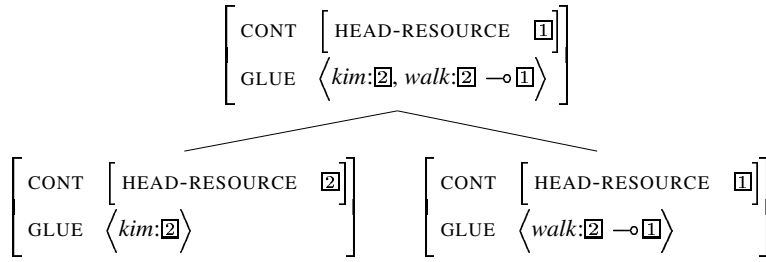 CONT [HEAD-RESOURCE 1]
GLUE ⟨kim:2, walk:2 ⊸ 1⟩
CONT [HEAD-RESOURCE 2]
GLUE ⟨kim:2⟩
CONT [HEAD-RESOURCE 1]
GLUE ⟨walk:2 ⊸ 1⟩